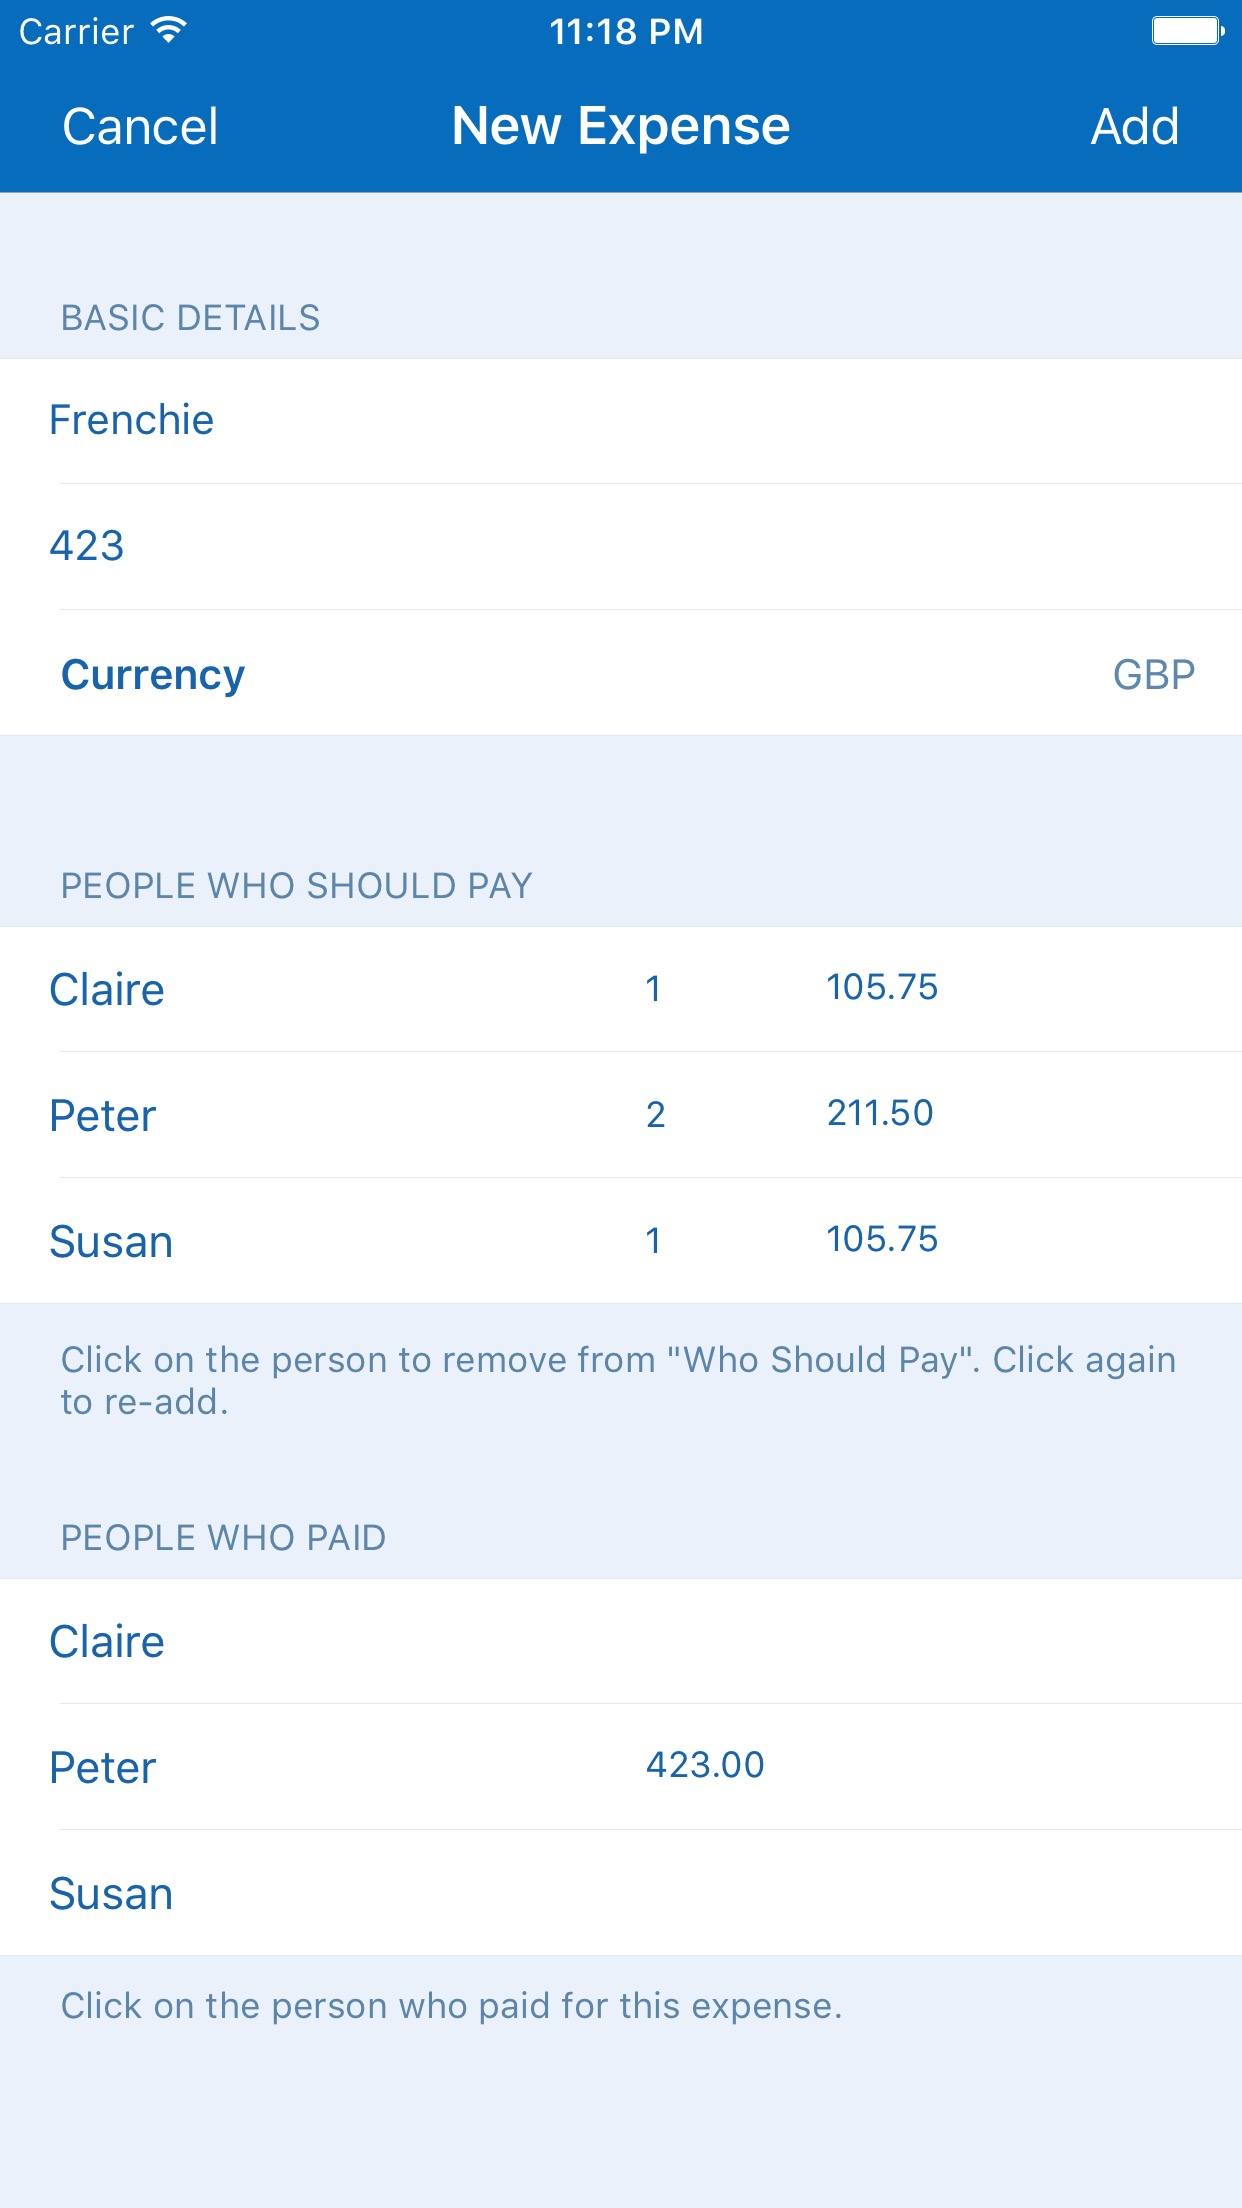 Carrier 11:18 PM
Cancel New Expense Add
BASIC DETAILS
Frenchie
423
Currency GBP
PEOPLE WHO SHOULD PAY
Claire 1 105.75
Peter 2 211.50
Susan 1 105.75
Click on the person to remove from "Who Should Pay". Click again
to re-add.
PEOPLE WHO PAID
Claire
Peter 423.00
Susan
Click on the person who paid for this expense.